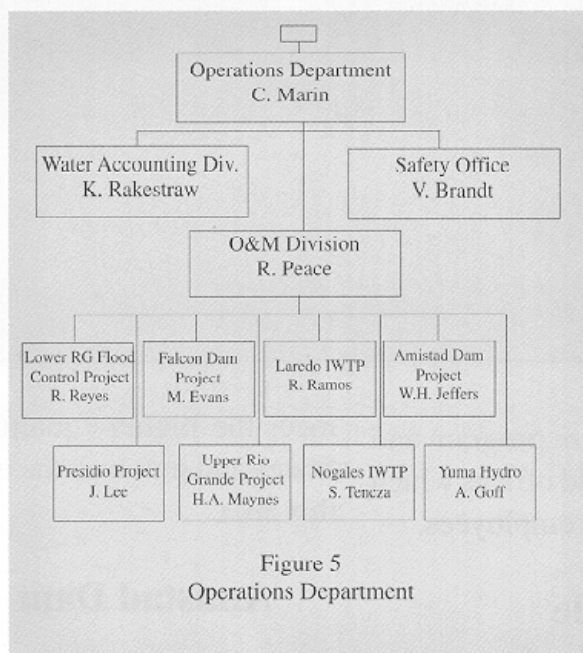 Operations Department
C. Marin
Water Accounting Div.
K. Rakestraw
Safety Office
V. Brandt
O&M Division
R. Peace
Lower RG Flood
Control Project
R. Reyes
Falcon Dam
Project
M. Evans
Laredo IWTP
R. Ramos
Amistad Dam
Project
W.H. Jeffers
Presidio Project
J. Lee
Upper Rio
Grande Project
H.A. Maynes
Nogales IWTP
S. Tencza
Yuma Hydro
A. Goff
Figure 5
Operations Department